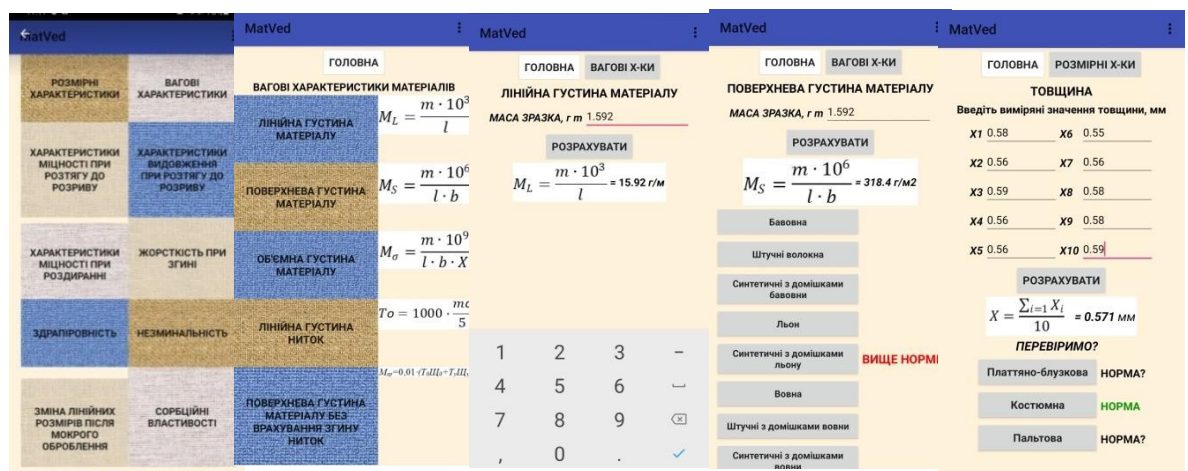 MatVed
РОЗМІРНІ
ХАРАКТЕРИСТИКИ
ВАГОВІ
ХАРАКТЕРИСТИКИ
ХАРАКТЕРИСТИКИ
МІЦНОСТІ ПРИ
РОЗТЯГУ ДО
РОЗРИВУ
ХАРАКТЕРИСТИКИ
ВИДОВЖЕННЯ
ПРИ РОЗТЯГУ ДО
РОЗРИВУ
ХАРАКТЕРИСТИКИ
МІЦНОСТІ ПРИ
РОЗДИРАННІ
ЖОРСТКІСТЬ ПРИ
ЗГИНІ
ЗДРАПІРОВНІСТЬ
НЕЗМИНАЛЬНІСТЬ
ЗМІНА ЛІНІЙНИХ
РОЗМІРІВ ПІСЛЯ
МОКРОГО
ОБРОБЛЕННЯ
СОРБЦІЙНІ
ВЛАСТИВОСТІ
MatVed
ГОЛОВНА
ВАГОВІ ХАРАКТЕРИСТИКИ МАТЕРІАЛІВ
ЛІНІЙНА ГУСТИНА
МАТЕРІАЛУ
M_L = m · 10³ / l
ПОВЕРХНЕВА ГУСТИНА
МАТЕРІАЛУ
M_S = m · 10⁶ / l · b
ОБ'ЄМНА ГУСТИНА
МАТЕРІАЛУ
M_σ = m · 10⁹ / l · b · X
ЛІНІЙНА ГУСТИНА
НИТОК
To = 1000 · mo / 5
ПОВЕРХНЕВА ГУСТИНА
МАТЕРІАЛУ БЕЗ
ВРАХУВАННЯ ЗГИНУ
НИТОК
MatVed
ГОЛОВНА ВАГОВІ Х-КИ
ЛІНІЙНА ГУСТИНА МАТЕРІАЛУ
МАСА ЗРАЗКА, г m 1.592
РОЗРАХУВАТИ
M_L = m · 10³ / l = 15.92 г/м
1 2 3 –
4 5 6
7 8 9
, 0 .
MatVed
ГОЛОВНА ВАГОВІ Х-КИ
ПОВЕРХНЕВА ГУСТИНА МАТЕРІАЛУ
МАСА ЗРАЗКА, г m 1.592
РОЗРАХУВАТИ
M_S = m · 10⁶ / l · b = 318.4 г/м2
Бавовна
Штучні волокна
Синтетичні з домішками
бавовни
Льон
Синтетичні з домішками
льону
ВИЩЕ НОРМИ
Вовна
Штучні з домішками вовни
Синтетичні з домішками
вовни
MatVed
ГОЛОВНА РОЗМІРНІ Х-КИ
ТОВЩИНА
Введіть виміряні значення товщини, мм
X1 0.58 X6 0.55
X2 0.56 X7 0.56
X3 0.59 X8 0.58
X4 0.56 X9 0.58
X5 0.56 X10 0.59
РОЗРАХУВАТИ
X = ∑i=1 Xi / 10 = 0.571 мм
ПЕРЕВІРИМО?
Платтяно-блузкова НОРМА?
Костюмна НОРМА
Пальтова НОРМА?